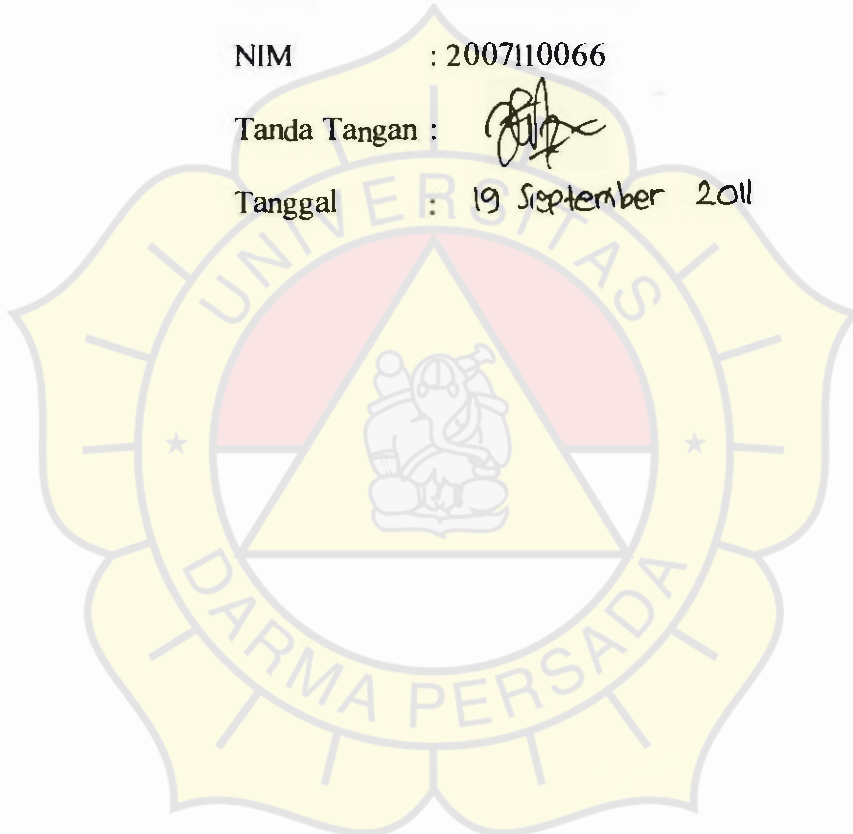 NIM : 2007110066
Tanda Tangan :
Tanggal : 19 September 2011
UNIVERSITAS
DARMA PERSADA